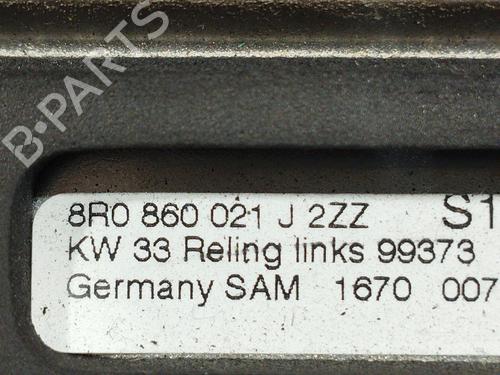 B-PARTS
8R0 860 021 J 2ZZ S1
KW 33 Reling links 99373
Germany SAM 1670 007